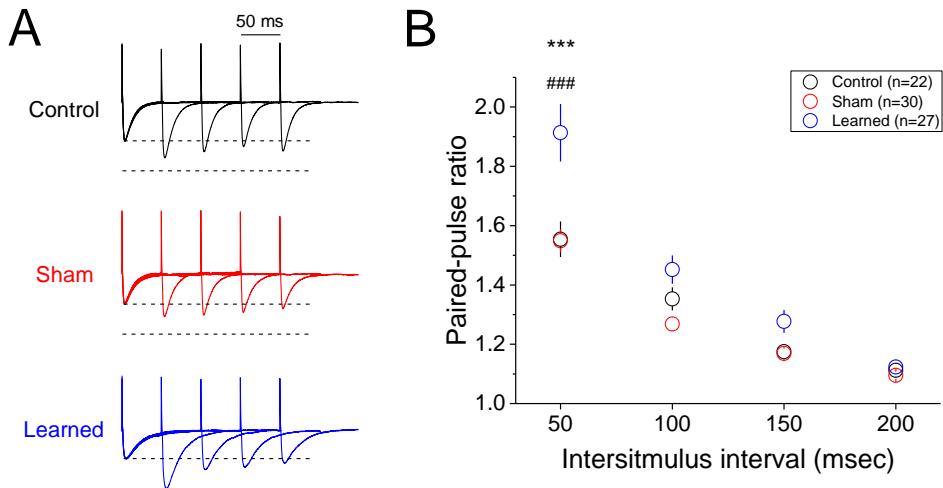 A
50 ms
Control
Sham
Learned
B
***
###
Control (n=22)
Sham (n=30)
Learned (n=27)
Paired-pulse ratio
2.0
1.8
1.6
1.4
1.2
1.0
50
100
150
200
Intersitmulus interval (msec)